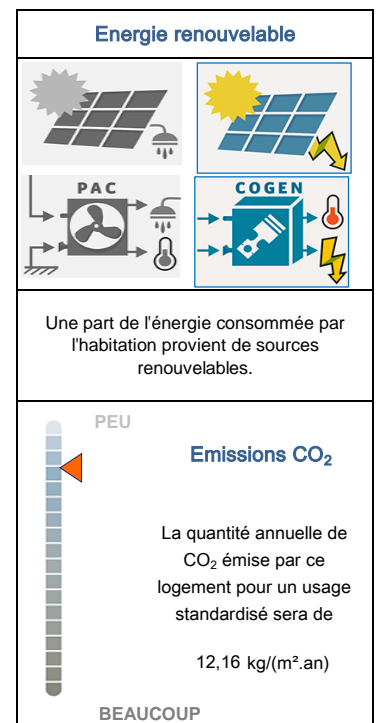 Energie renouvelable
PAC
COGEN
Une part de l'énergie consommée par
l'habitation provient de sources
renouvelables.
PEU
Emissions CO₂
La quantité annuelle de
CO₂ émise par ce
logement pour un usage
standardisé sera de
12,16 kg/(m².an)
BEAUCOUP